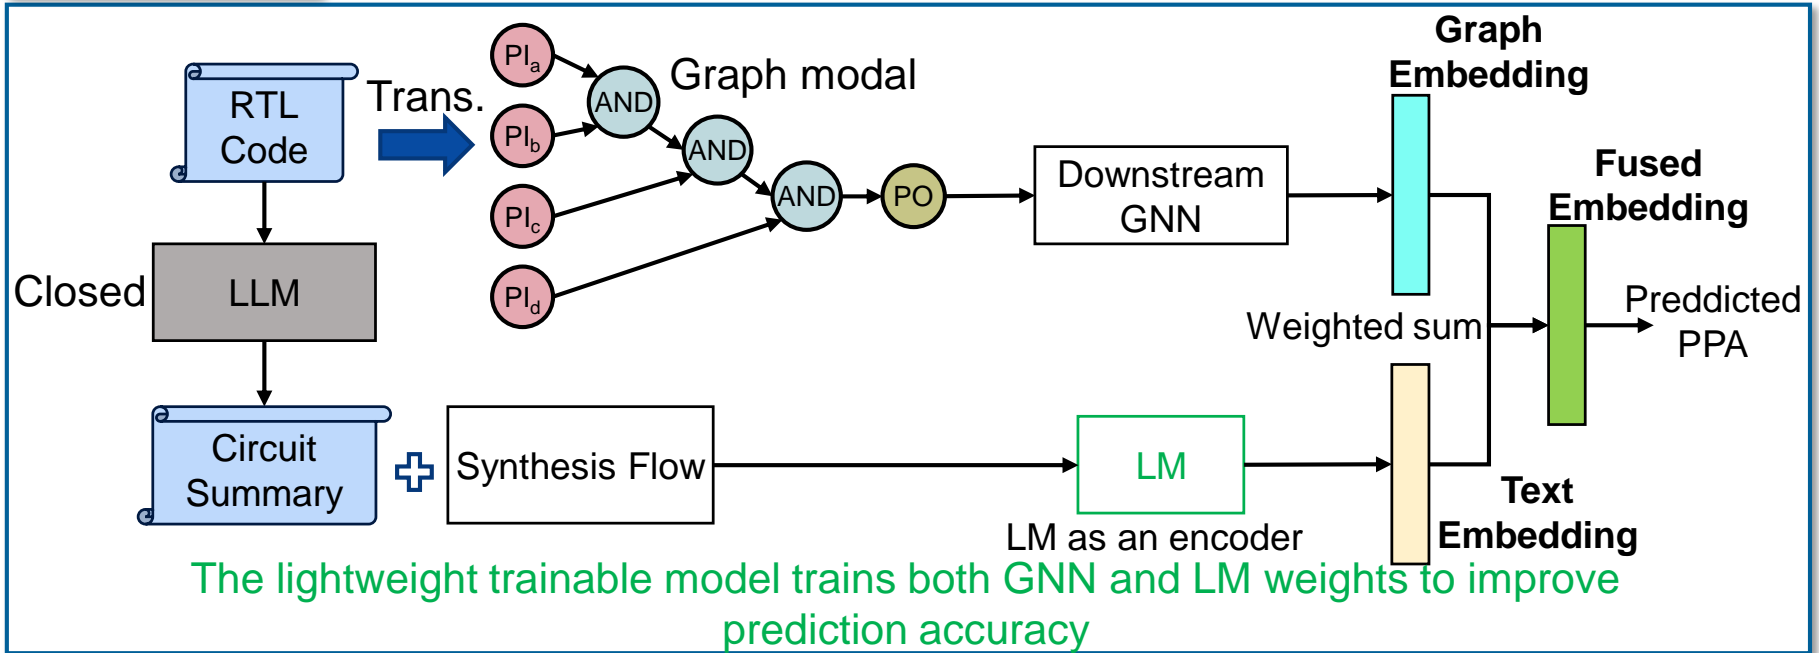 RTL
Code
Trans.
PIa
PIb
PIc
PId
AND
AND
AND
PO
Graph modal
Downstream
GNN
Graph
Embedding
Fused
Embedding
Closed
LLM
Weighted sum
Preddicted
PPA
Circuit
Summary
Synthesis Flow
LM
LM as an encoder
Text
Embedding
The lightweight trainable model trains both GNN and LM weights to improve
prediction accuracy